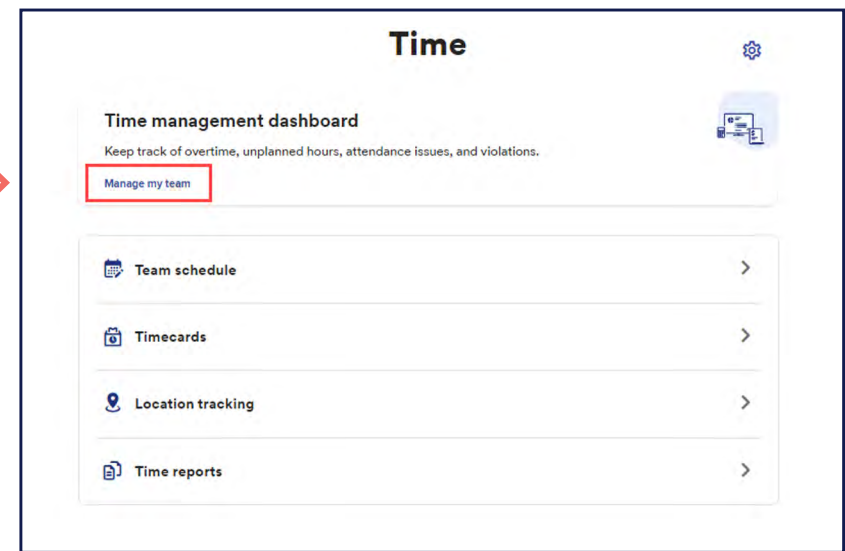 Time
Time management dashboard
Keep track of overtime, unplanned hours, attendance issues, and violations.
Manage my team
Team schedule
Timecards
Location tracking
Time reports